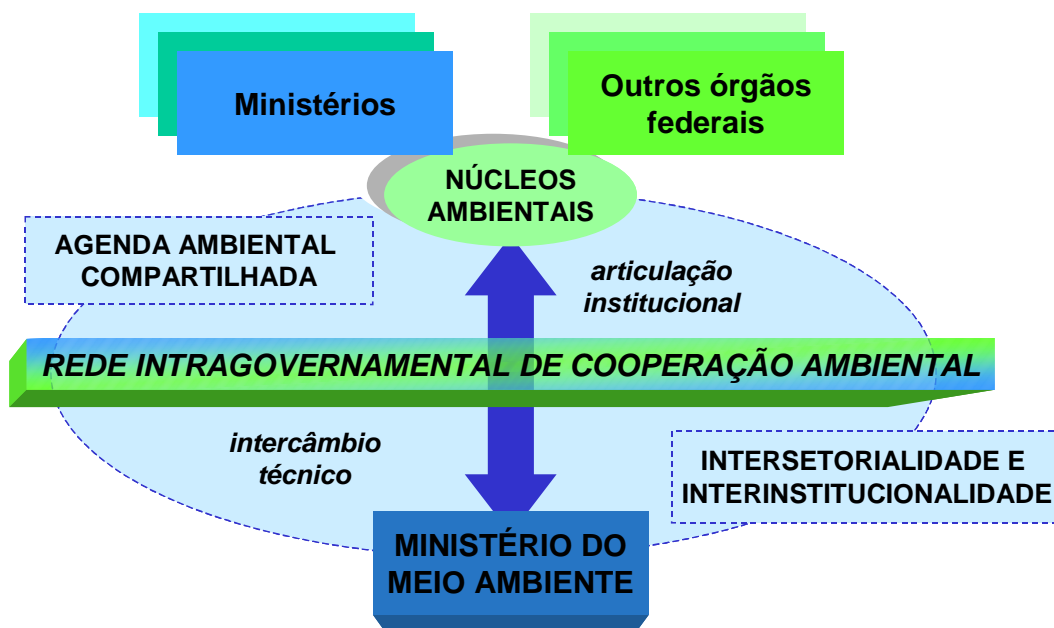 Ministérios
Outros órgãos
federais
NÚCLEOS
AMBIENTAIS
AGENDA AMBIENTAL
COMPARTILHADA
articulação
institucional
REDE INTRAGOVERNAMENTAL DE COOPERAÇÃO AMBIENTAL
intercâmbio
técnico
INTERSETORIALIDADE E
INTERINSTITUCIONALIDADE
MINISTÉRIO DO
MEIO AMBIENTE